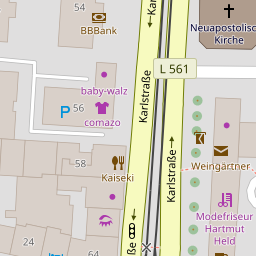 54
BBBank
Karlstraße
Neuapostolische
Kirche
L 561
baby-walz
56
P
comazo
Karlstraße
58
Kaiseki
Weingärtner
Karlstraße
Modefriseur
Hartmut
Held
24
64